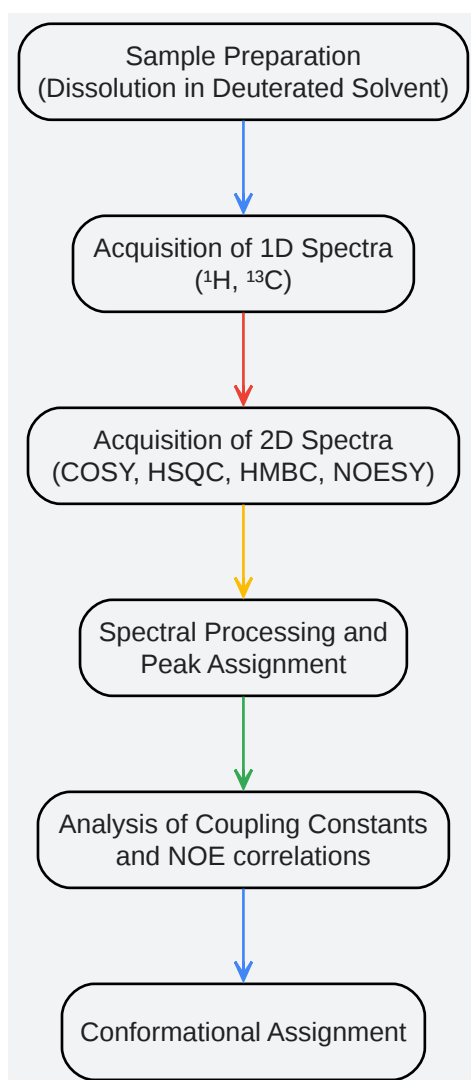 Sample Preparation
(Dissolution in Deuterated Solvent)
Acquisition of 1D Spectra
(¹H, ¹³C)
Acquisition of 2D Spectra
(COSY, HSQC, HMBC, NOESY)
Spectral Processing and
Peak Assignment
Analysis of Coupling Constants
and NOE correlations
Conformational Assignment